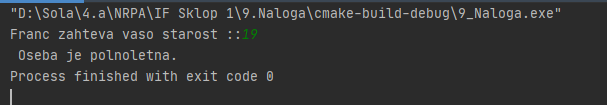 "D:\Sola\4.a\NRPA\IF Sklop 1\9.Naloga\cmake-build-debug\9_Naloga.exe"
Franc zahteva vaso starost ::19
Oseba je polnoletna.
Process finished with exit code 0